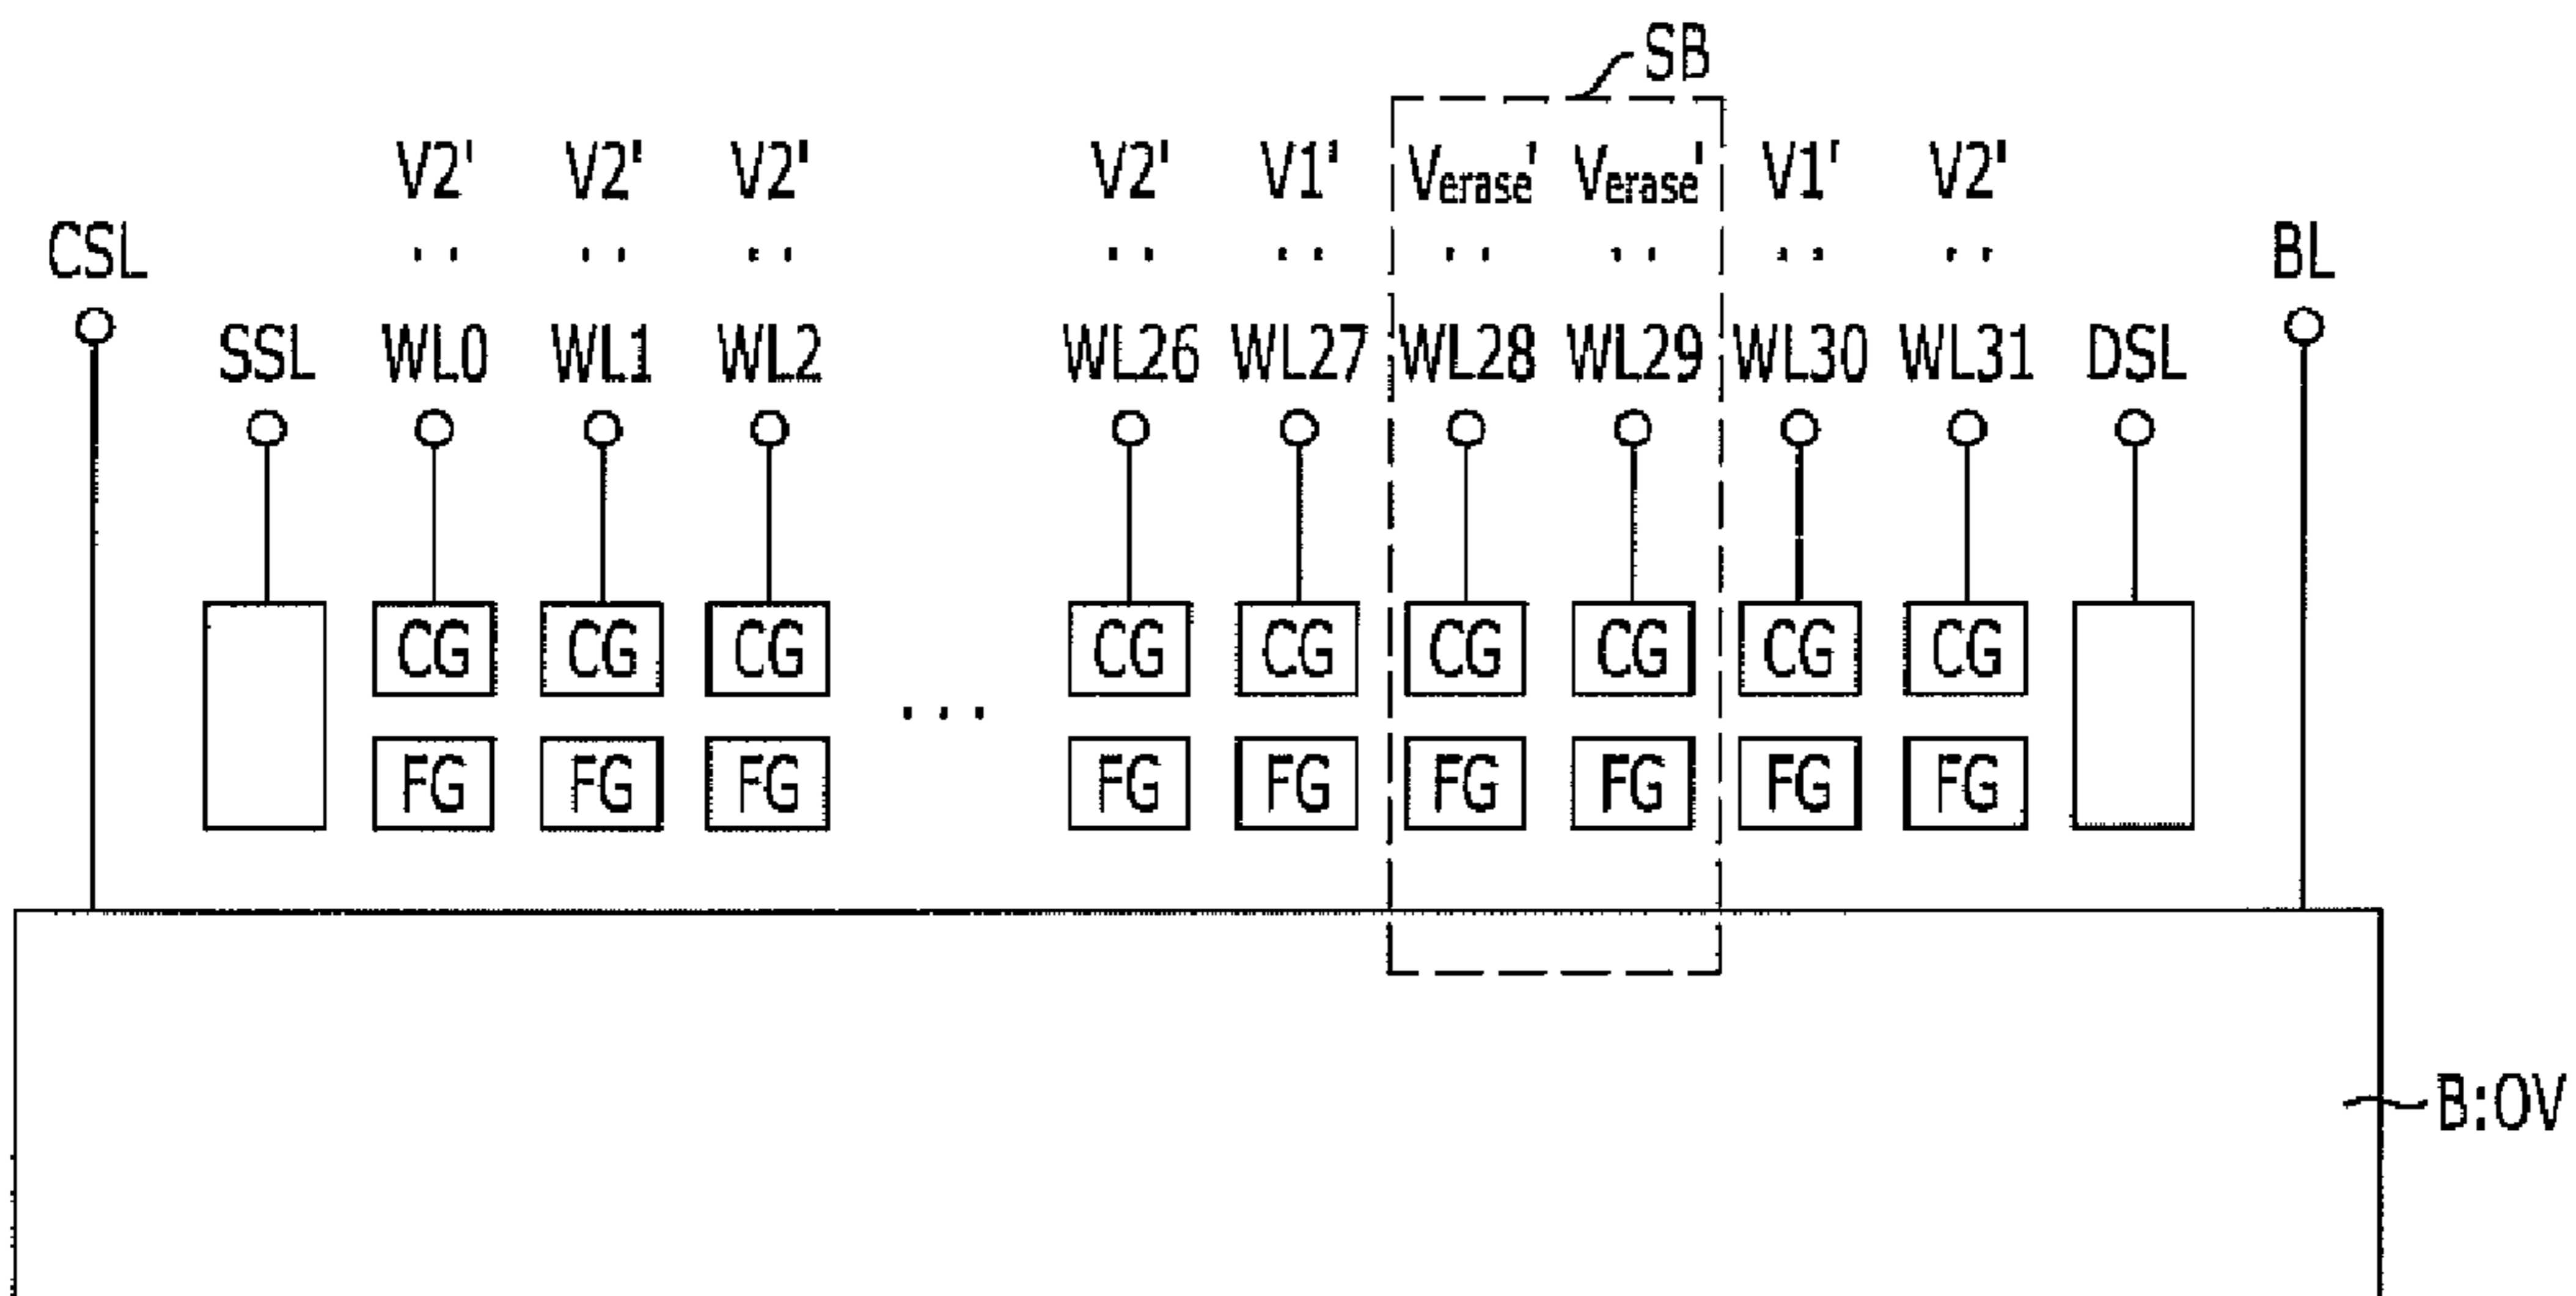 SB
V2' V2' V2' V2' V1' Verase' Verase' V1' V2'
CSL BL
SSL WL0 WL1 WL2 WL26 WL27 WL28 WL29 WL30 WL31 DSL
CG CG CG CG CG CG CG CG CG
...
FG FG FG FG FG FG FG FG FG
B:0V